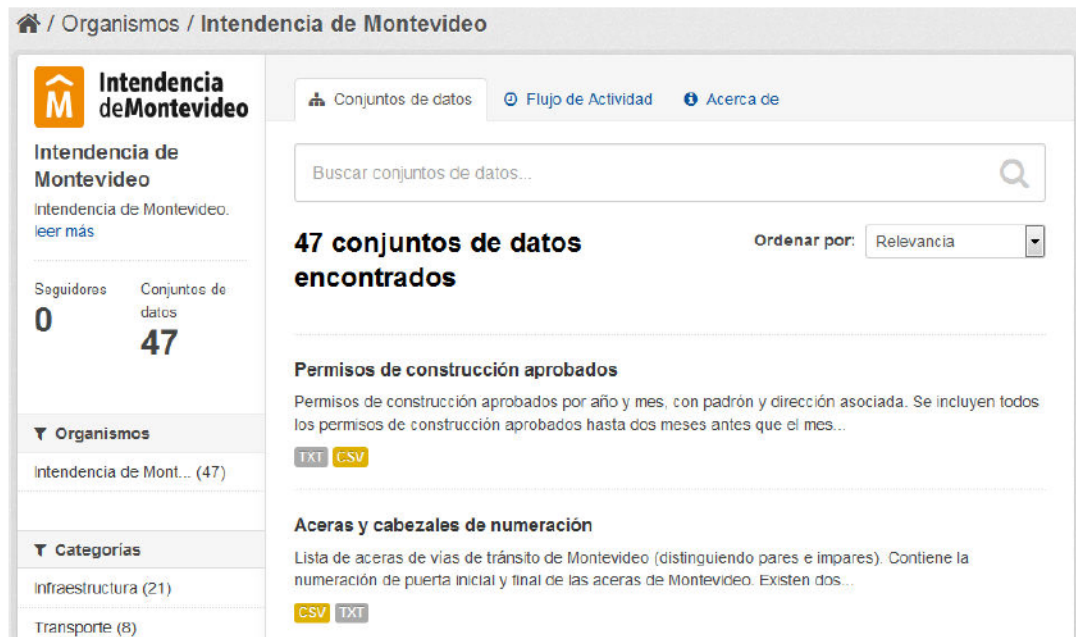 / Organismos / Intendencia de Montevideo
Intendencia
deMontevideo
Intendencia de
Montevideo
Intendencia de Montevideo.
leer más
Seguidores
0
Conjuntos de
datos
47
Organismos
Intendencia de Mont... (47)
Categorías
Infraestructura (21)
Transporte (8)
Conjuntos de datos
Flujo de Actividad
Acerca de
Buscar conjuntos de datos...
47 conjuntos de datos
encontrados
Ordenar por: Relevancia
Permisos de construcción aprobados
Permisos de construcción aprobados por año y mes, con padrón y dirección asociada. Se incluyen todos
los permisos de construcción aprobados hasta dos meses antes que el mes...
TXT CSV
Aceras y cabezales de numeración
Lista de aceras de vías de tránsito de Montevideo (distinguiendo pares e impares). Contiene la
numeración de puerta inicial y final de las aceras de Montevideo. Existen dos...
CSV TXT